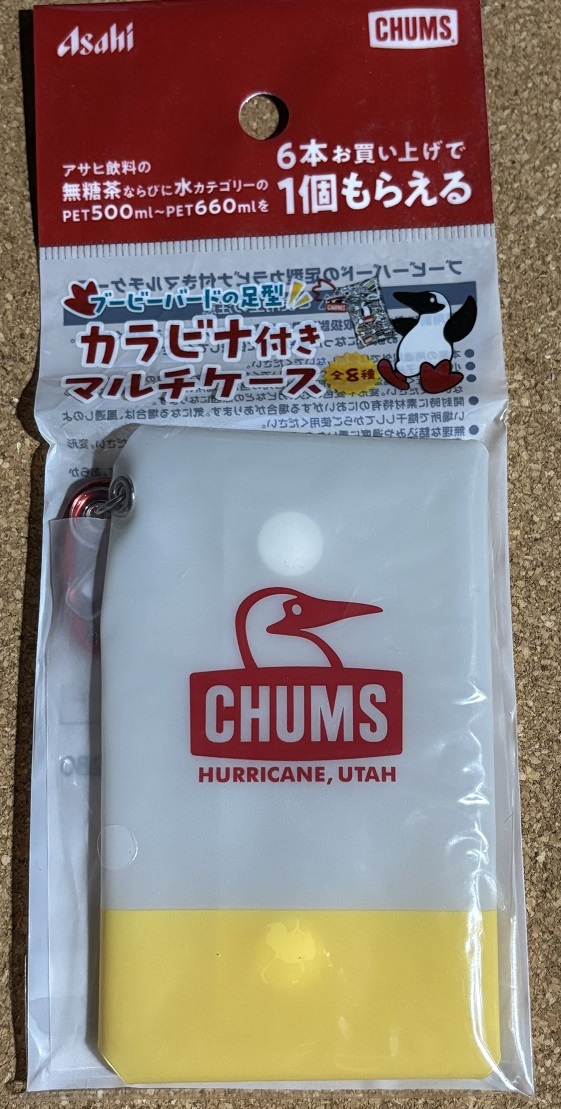 Asahi
CHUMS
6本お買い上げで
1個もらえる
アサヒ飲料の
無糖茶ならびに水カテゴリーの
PET500ml~PET660mlを
ブービーバードの足型
カラビナ付き
マルチケース
全8種
CHUMS
HURRICANE, UTAH